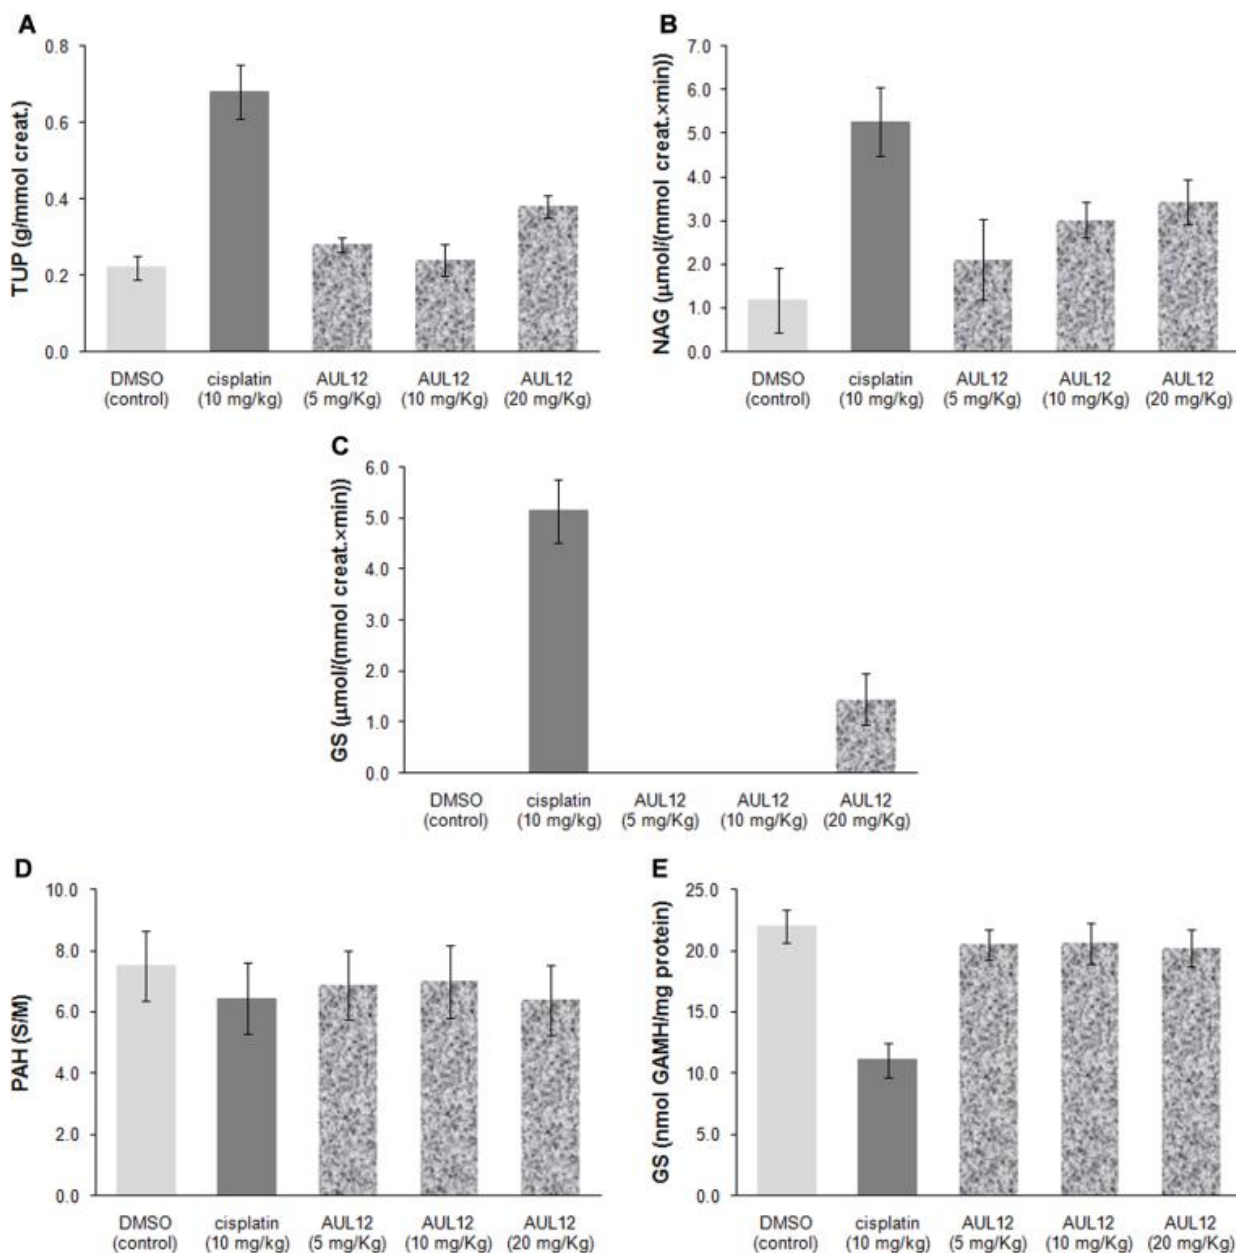 A
TUP (g/mmol creat.)
0.8
0.6
0.4
0.2
0.0
DMSO cisplatin AUL12 AUL12 AUL12
(control) (10 mg/kg) (5 mg/Kg) (10 mg/Kg) (20 mg/Kg)
B
NAG (μmol/(mmol creat.×min))
7.0
6.0
5.0
4.0
3.0
2.0
1.0
0.0
DMSO cisplatin AUL12 AUL12 AUL12
(control) (10 mg/kg) (5 mg/Kg) (10 mg/Kg) (20 mg/Kg)
C
GS (μmol/(mmol creat.×min))
6.0
5.0
4.0
3.0
2.0
1.0
0.0
DMSO cisplatin AUL12 AUL12 AUL12
(control) (10 mg/kg) (5 mg/Kg) (10 mg/Kg) (20 mg/Kg)
D
PAH (S/M)
10.0
8.0
6.0
4.0
2.0
0.0
DMSO cisplatin AUL12 AUL12 AUL12
(control) (10 mg/kg) (5 mg/Kg) (10 mg/Kg) (20 mg/Kg)
E
GS (nmol GAMH/mg protein)
25.0
20.0
15.0
10.0
5.0
0.0
DMSO cisplatin AUL12 AUL12 AUL12
(control) (10 mg/kg) (5 mg/Kg) (10 mg/Kg) (20 mg/Kg)